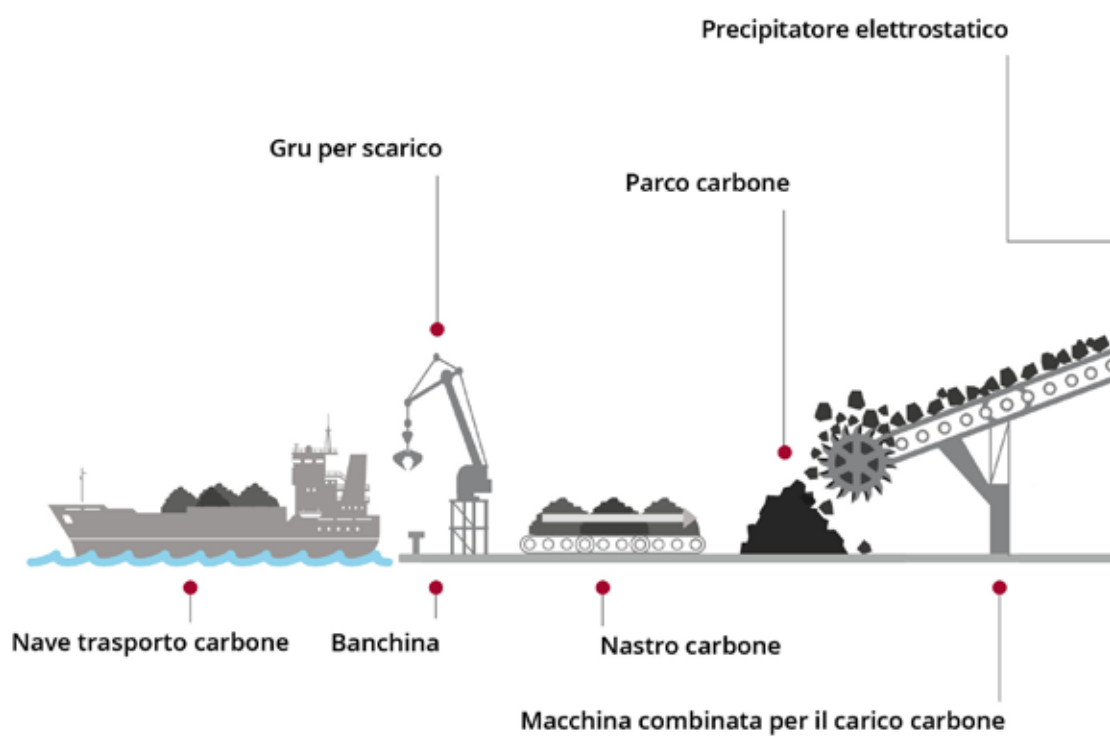 Precipitatore elettrostatico
Gru per scarico
Parco carbone
Nave trasporto carbone
Banchina
Nastro carbone
Macchina combinata per il carico carbone